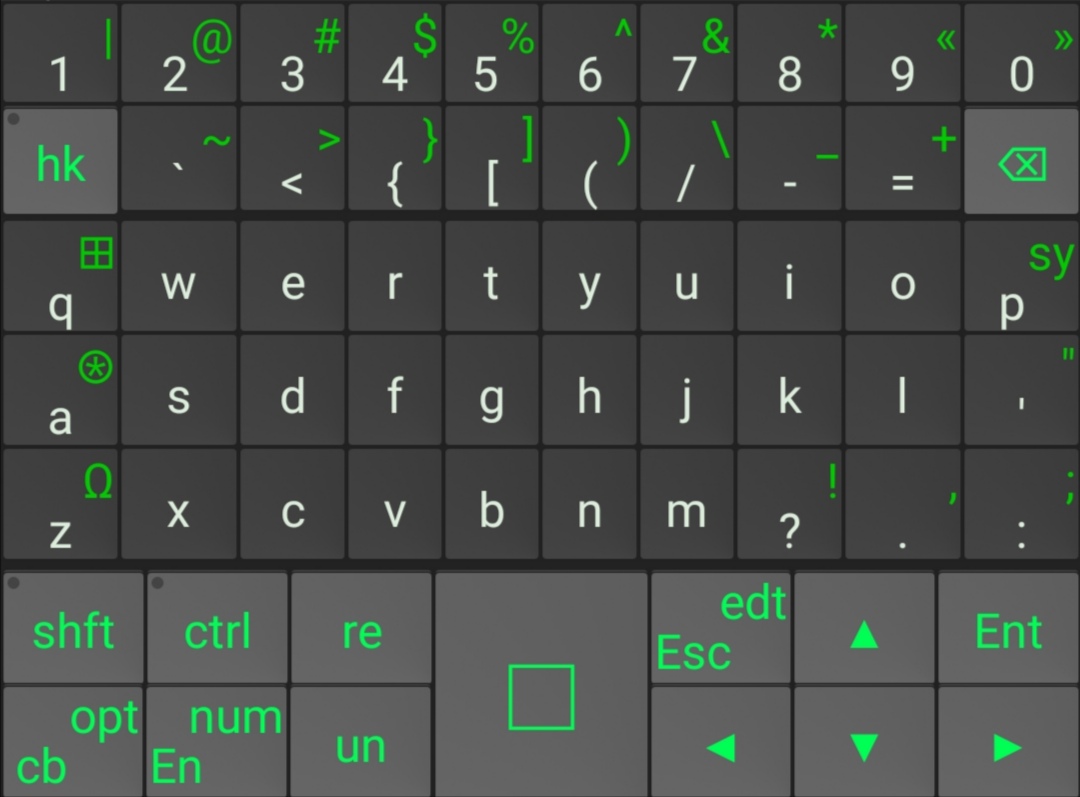 1 | 2 @ 3 # 4 $ 5 % 6 ^ 7 & 8 * 9 « 0 »
hk ` ~ < > { } [ ] ( ) / \ - _ = + ⌫
q ⊞ w e r t y u i o p sy
a ⊛ s d f g h j k l ' "
z Ω x c v b n m ? ! . , : ;
shft ctrl re Esc edt ▲ Ent
cb opt En num un □ ◀ ▼ ▶